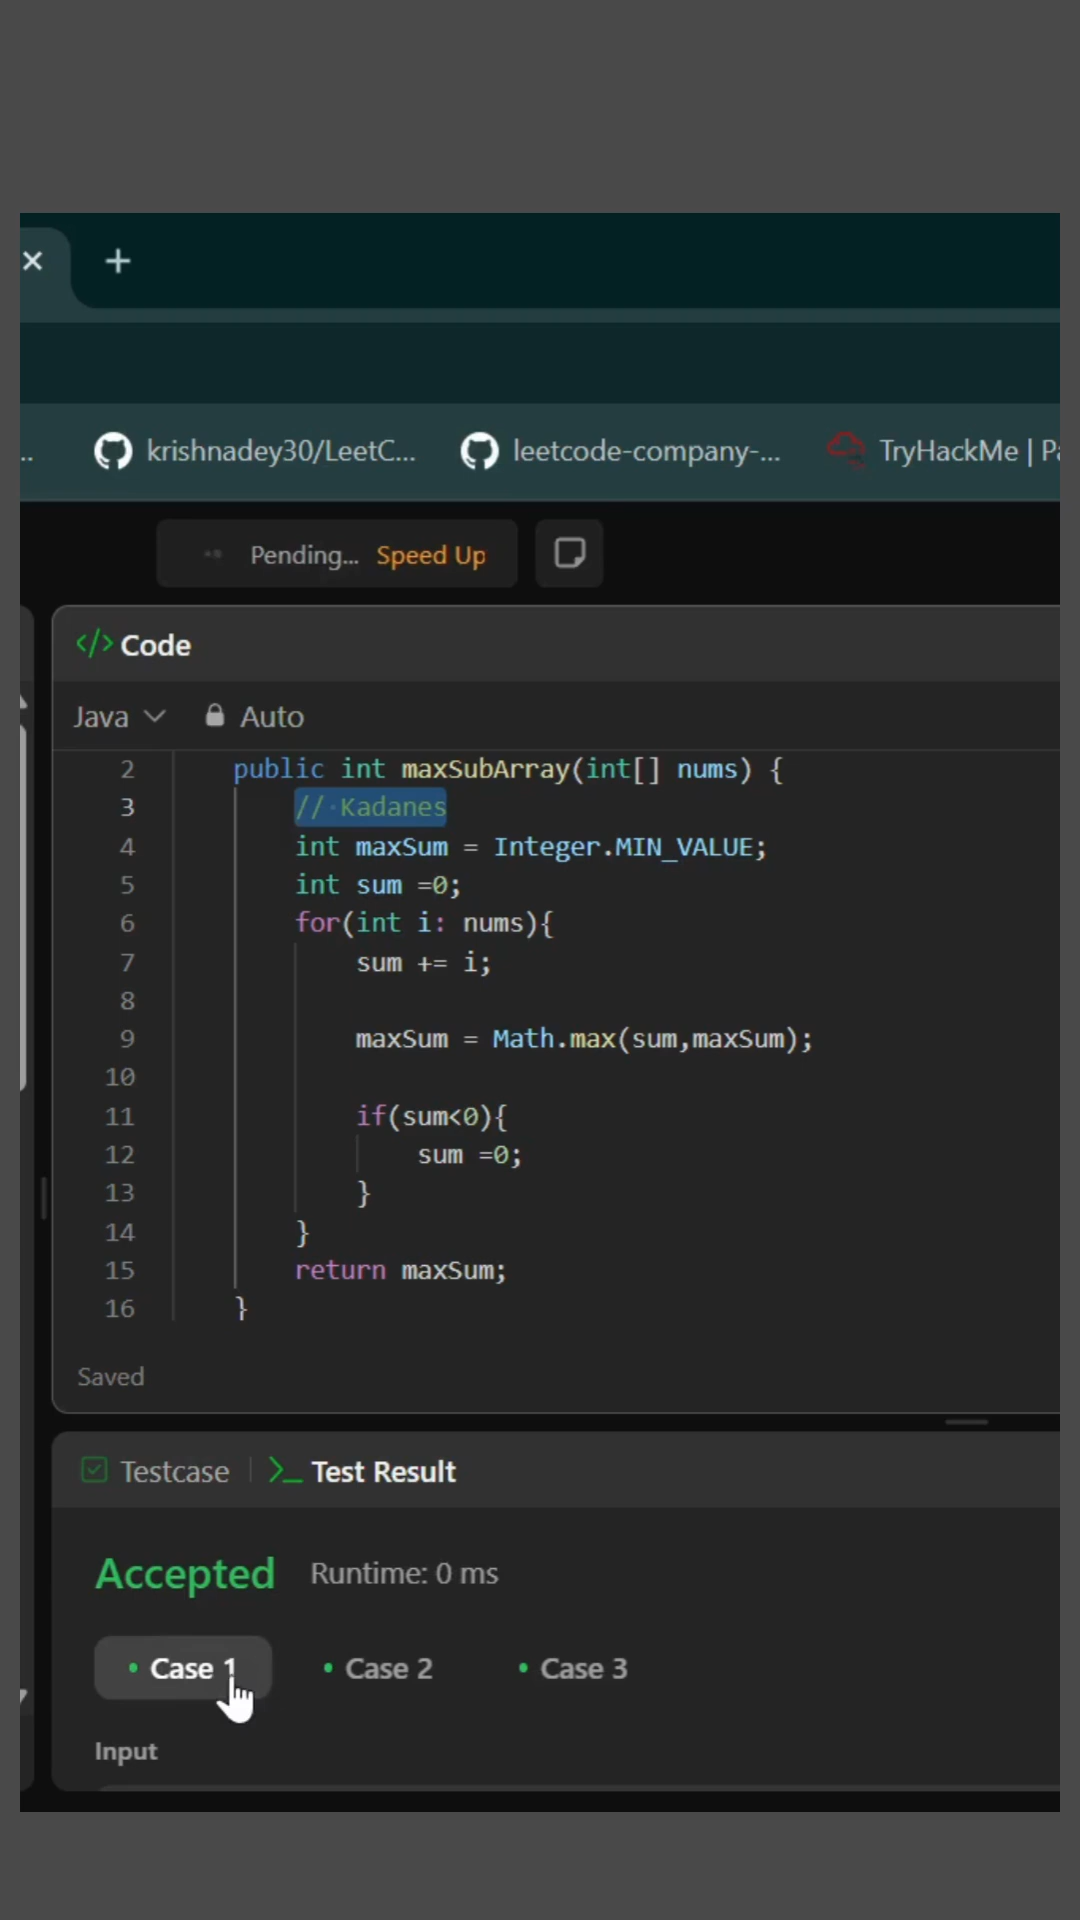 krishnadey30/LeetC... leetcode-company-... TryHackMe | Pa
Pending... Speed Up
</> Code
Java Auto
2 public int maxSubArray(int[] nums) {
3 // Kadanes
4 int maxSum = Integer.MIN_VALUE;
5 int sum =0;
6 for(int i: nums){
7 sum += i;
8
9 maxSum = Math.max(sum,maxSum);
10
11 if(sum<0){
12 sum =0;
13 }
14 }
15 return maxSum;
16 }
Saved
Testcase | >_ Test Result
Accepted Runtime: 0 ms
Case 1 Case 2 Case 3
Input